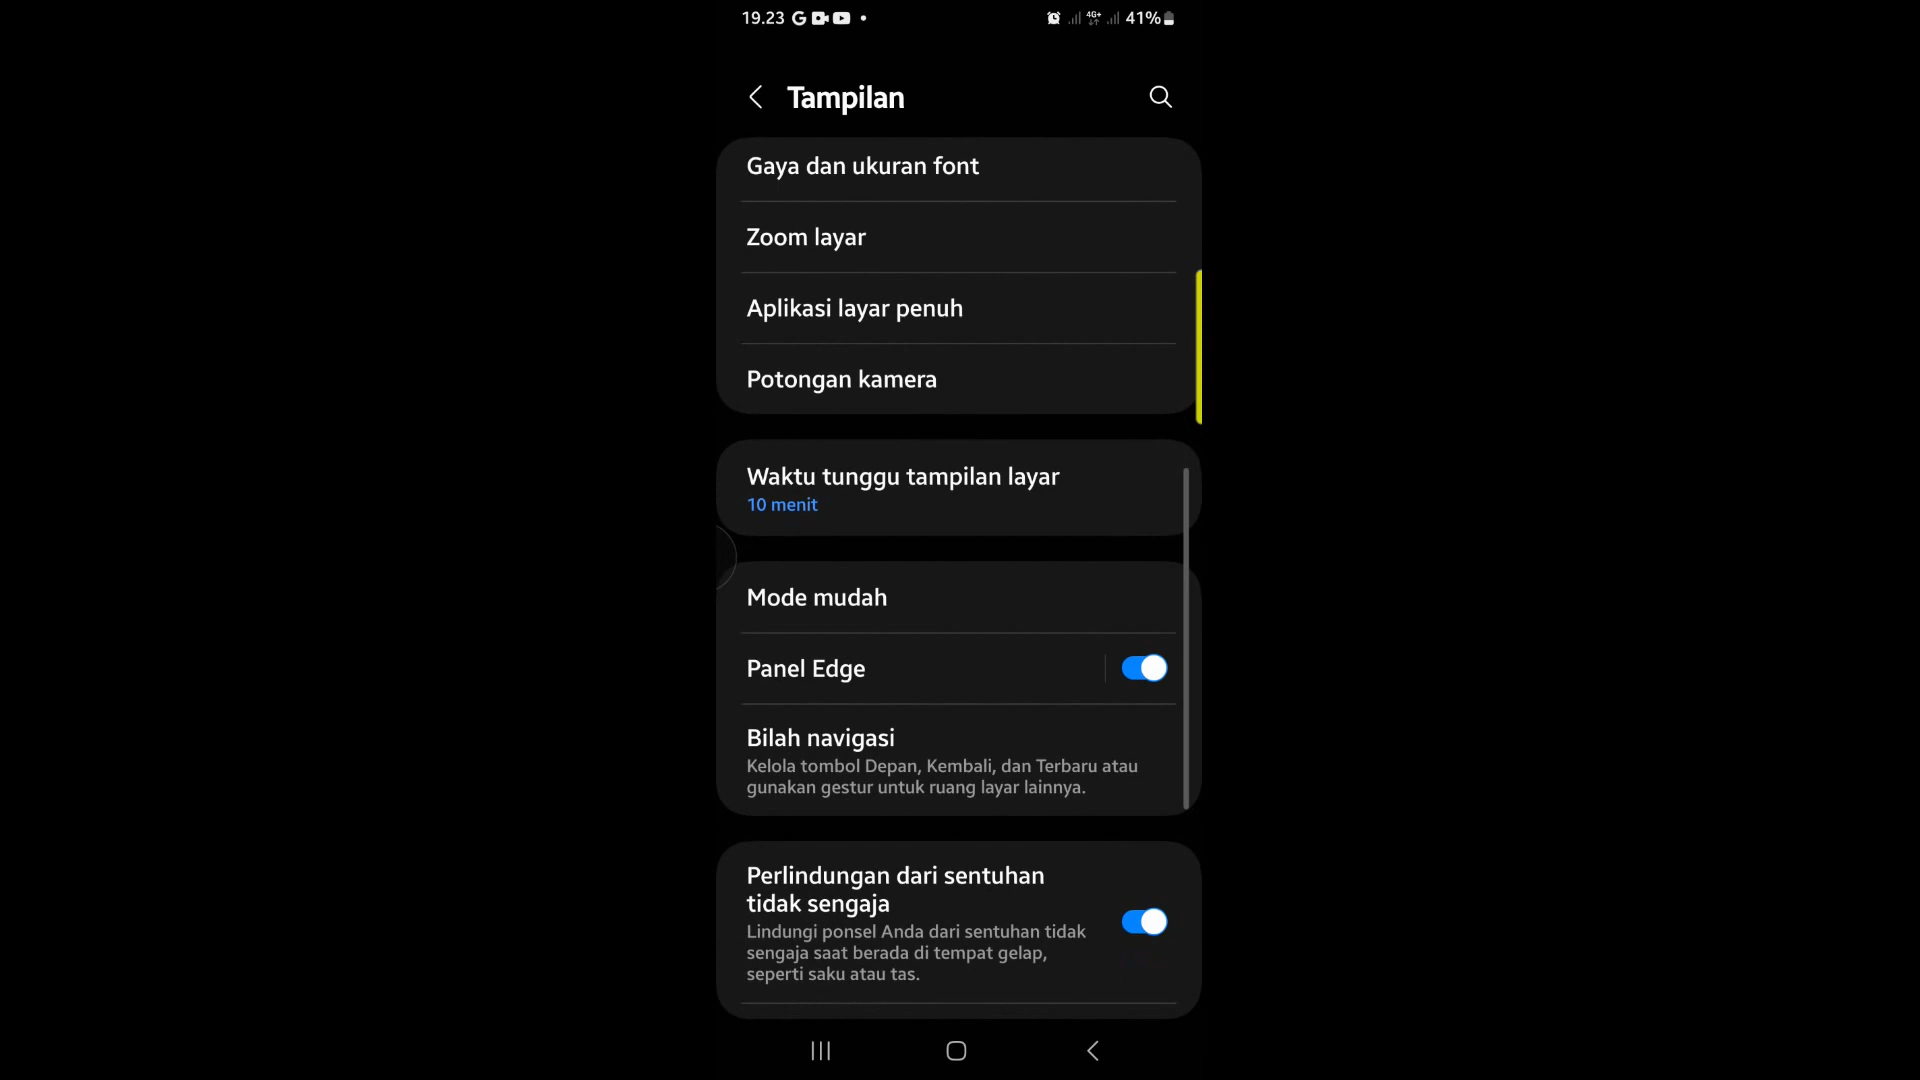 19.23 G • 4G+ 41%
Tampilan
Gaya dan ukuran font
Zoom layar
Aplikasi layar penuh
Potongan kamera
Waktu tunggu tampilan layar
10 menit
Mode mudah
Panel Edge
Bilah navigasi
Kelola tombol Depan, Kembali, dan Terbaru atau
gunakan gestur untuk ruang layar lainnya.
Perlindungan dari sentuhan
tidak sengaja
Lindungi ponsel Anda dari sentuhan tidak
sengaja saat berada di tempat gelap,
seperti saku atau tas.